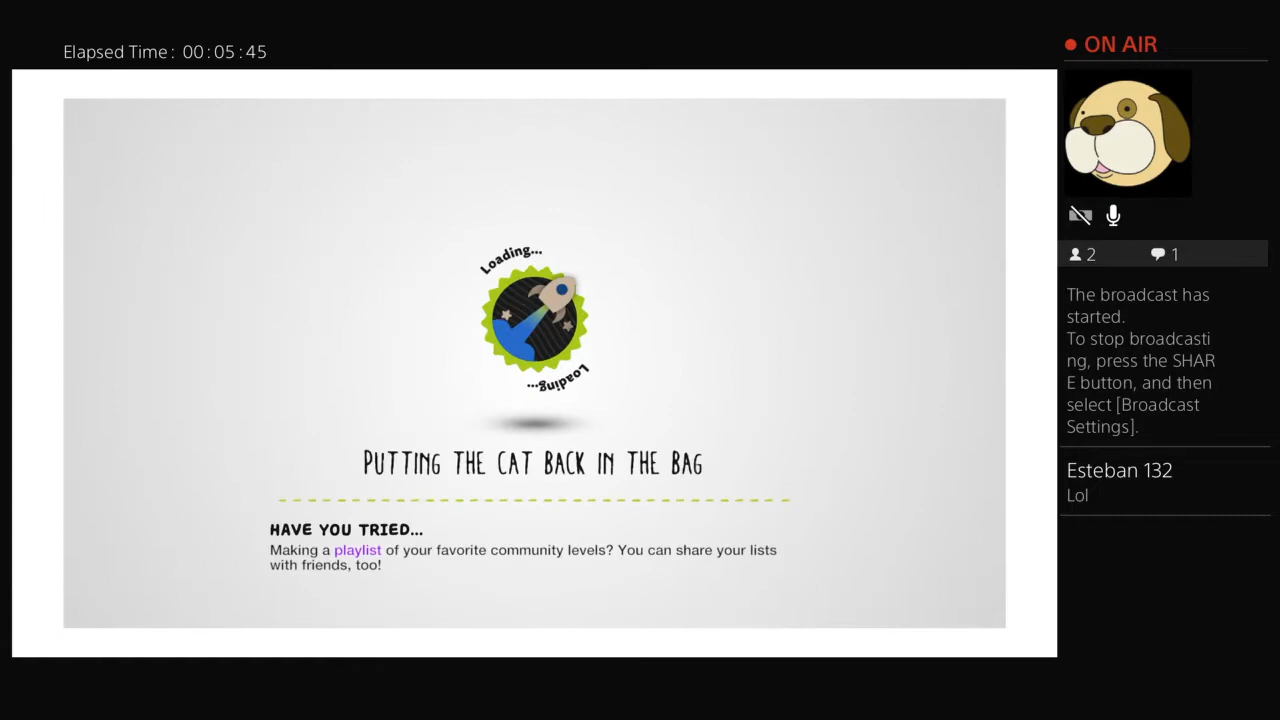 Elapsed Time: 00:05:45
ON AIR
Loading...
Loading...
PUTTING THE CAT BACK IN THE BAG
HAVE YOU TRIED...
Making a playlist of your favorite community levels? You can share your lists
with friends, too!
2 1
The broadcast has
started.
To stop broadcasti
ng, press the SHAR
E button, and then
select [Broadcast
Settings].
Esteban 132
Lol